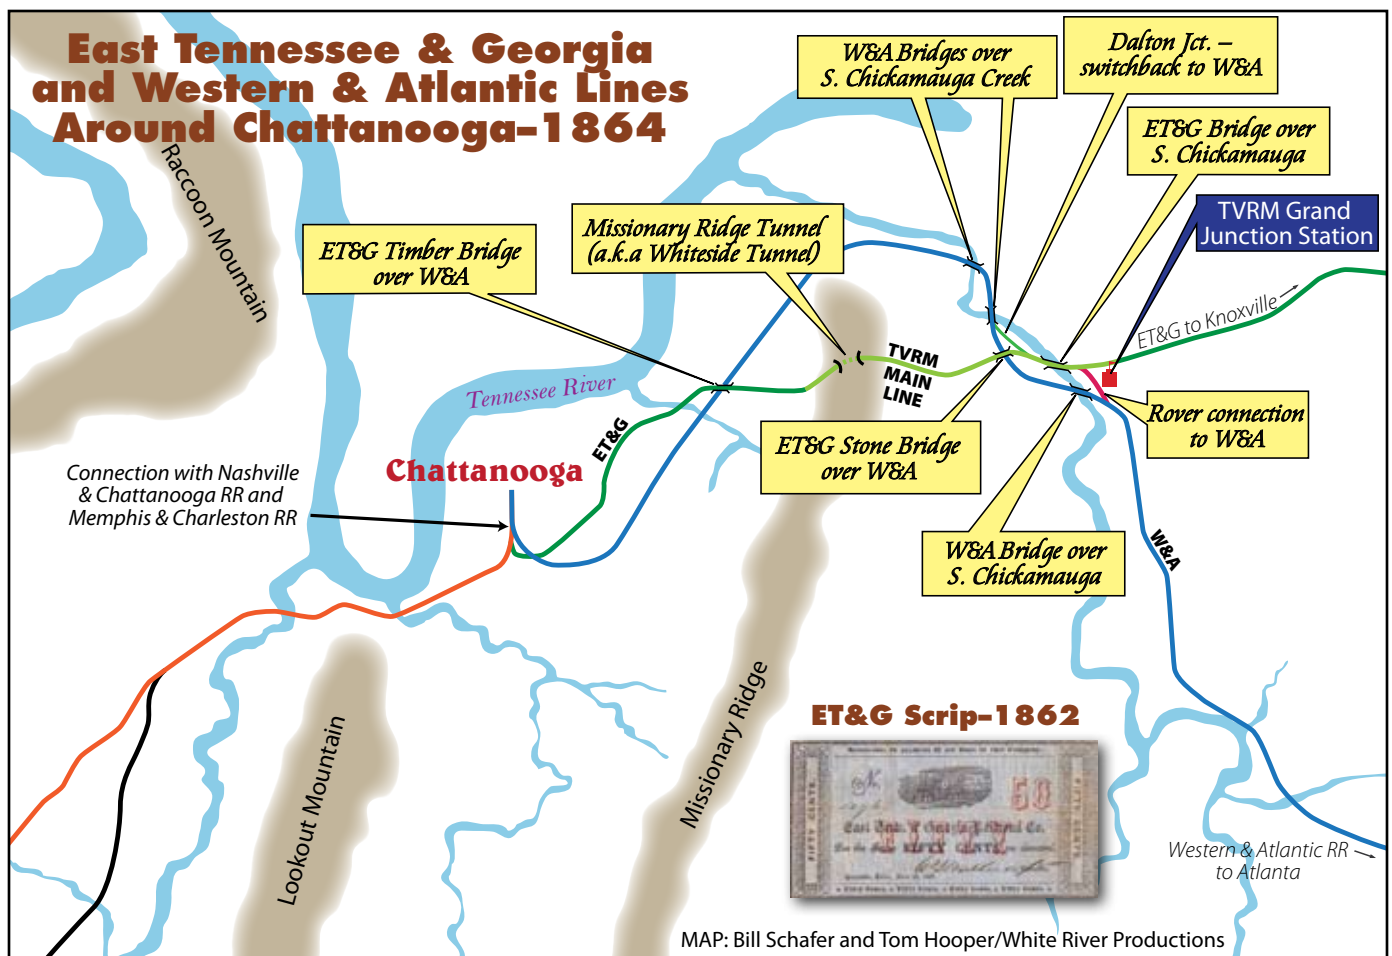 East Tennessee & Georgia
and Western & Atlantic Lines
Around Chattanooga–1864
W&A Bridges over
S. Chickamauga Creek
Dalton Jct. –
switchback to W&A
ET&G Bridge over
S. Chickamauga
TVRM Grand
Junction Station
Raccoon Mountain
ET&G Timber Bridge
over W&A
Missionary Ridge Tunnel
(a.k.a Whiteside Tunnel)
ET&G to Knoxville
TVRM
MAIN
LINE
Tennessee River
ET&G
Rover connection
to W&A
ET&G Stone Bridge
over W&A
Chattanooga
Connection with Nashville
& Chattanooga RR and
Memphis & Charleston RR
W&A Bridge over
S. Chickamauga
W&A
Missionary Ridge
Lookout Mountain
ET&G Scrip–1862
FIFTY CENTS
50
FIFTY CENTS
Western & Atlantic RR
to Atlanta
MAP: Bill Schafer and Tom Hooper/White River Productions